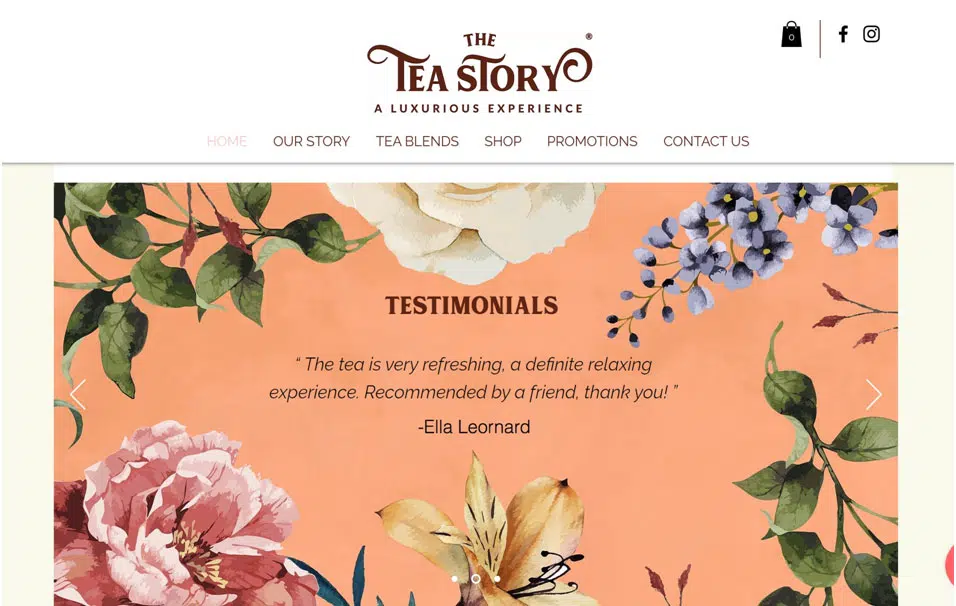 THE
TEA STORY®
A LUXURIOUS EXPERIENCE
0
HOME OUR STORY TEA BLENDS SHOP PROMOTIONS CONTACT US
TESTIMONIALS
“ The tea is very refreshing, a definite relaxing
experience. Recommended by a friend, thank you! ”
-Ella Leornard